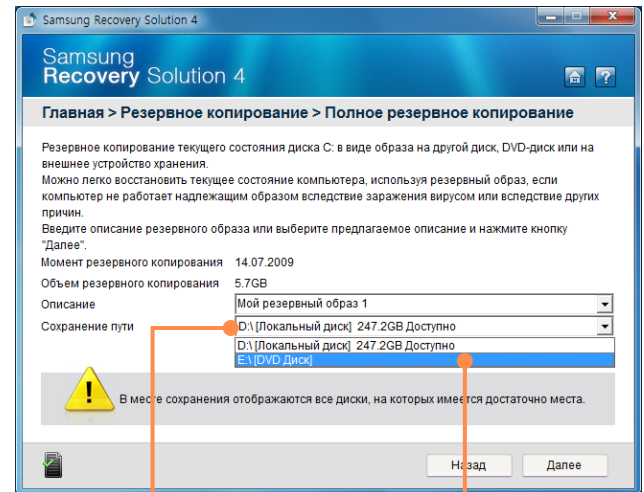 Samsung Recovery Solution 4
Samsung
Recovery Solution 4
Главная > Резервное копирование > Полное резервное копирование
Резервное копирование текущего состояния диска C: в виде образа на другой диск, DVD-диск или на
внешнее устройство хранения.
Можно легко восстановить текущее состояние компьютера, используя резервный образ, если
компьютер не работает надлежащим образом вследствие заражения вирусом или вследствие других
причин.
Введите описание резервного образа или выберите предлагаемое описание и нажмите кнопку
"Далее".
Момент резервного копирования 14.07.2009
Объем резервного копирования 5.7GB
Описание Мой резервный образ 1
Сохранение пути D:\ [Локальный диск] 247.2GB Доступно
D:\ [Локальный диск] 247.2GB Доступно
E:\ [DVD Диск]
В месте сохранения отображаются все диски, на которых имеется достаточно места.
Назад Далее